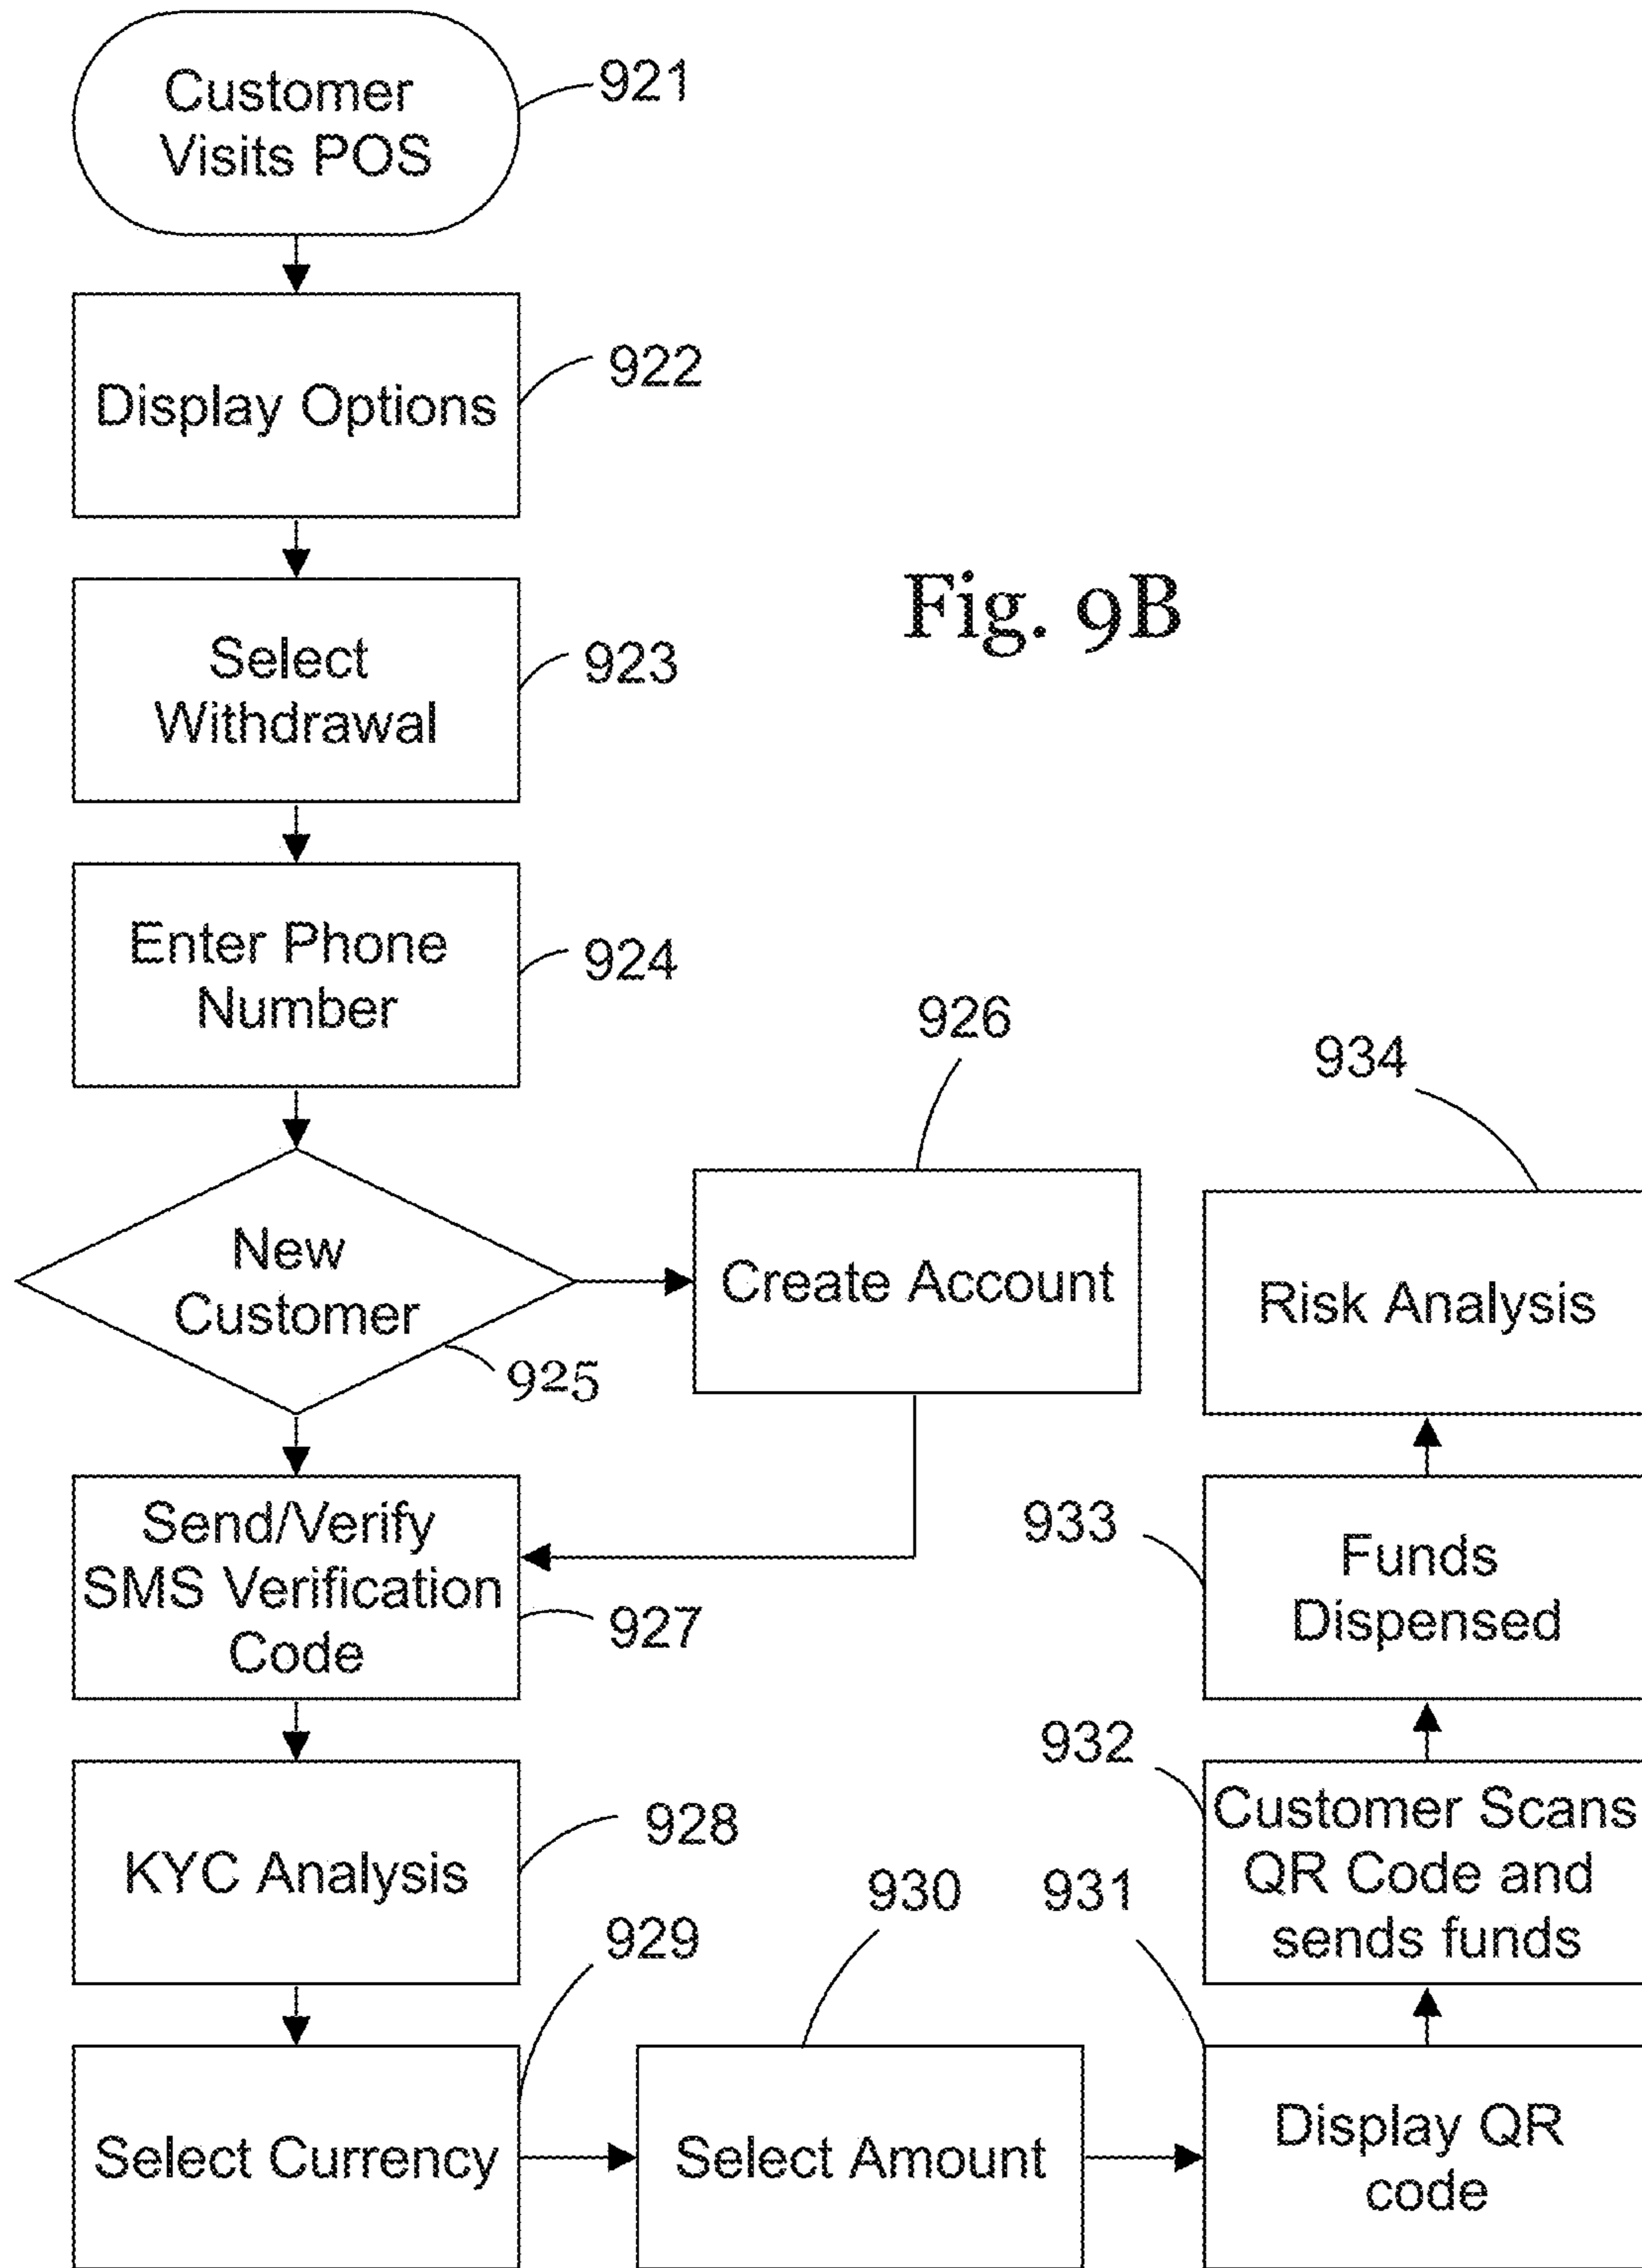 Customer
Visits POS
921
Display Options
922
Fig. 9B
Select
Withdrawal
923
Enter Phone
Number
924
New
Customer
925
926
Create Account
Send/Verify
SMS Verification
Code
927
KYC Analysis
928
929
Select Currency
930
Select Amount
931
Display QR
code
932
Customer Scans
QR Code and
sends funds
933
Funds
Dispensed
934
Risk Analysis